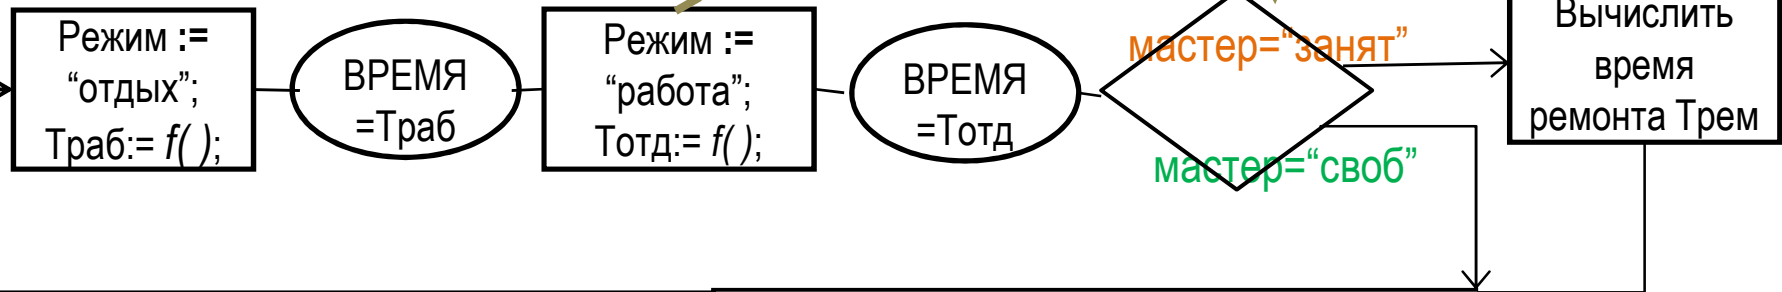 Режим :=
“отдых”;
Траб:= f( );
ВРЕМЯ
=Траб
Режим :=
“работа”;
Тотд:= f( );
ВРЕМЯ
=Тотд
мастер=“занят”
мастер=“своб”
Вычислить
время
ремонта Трем